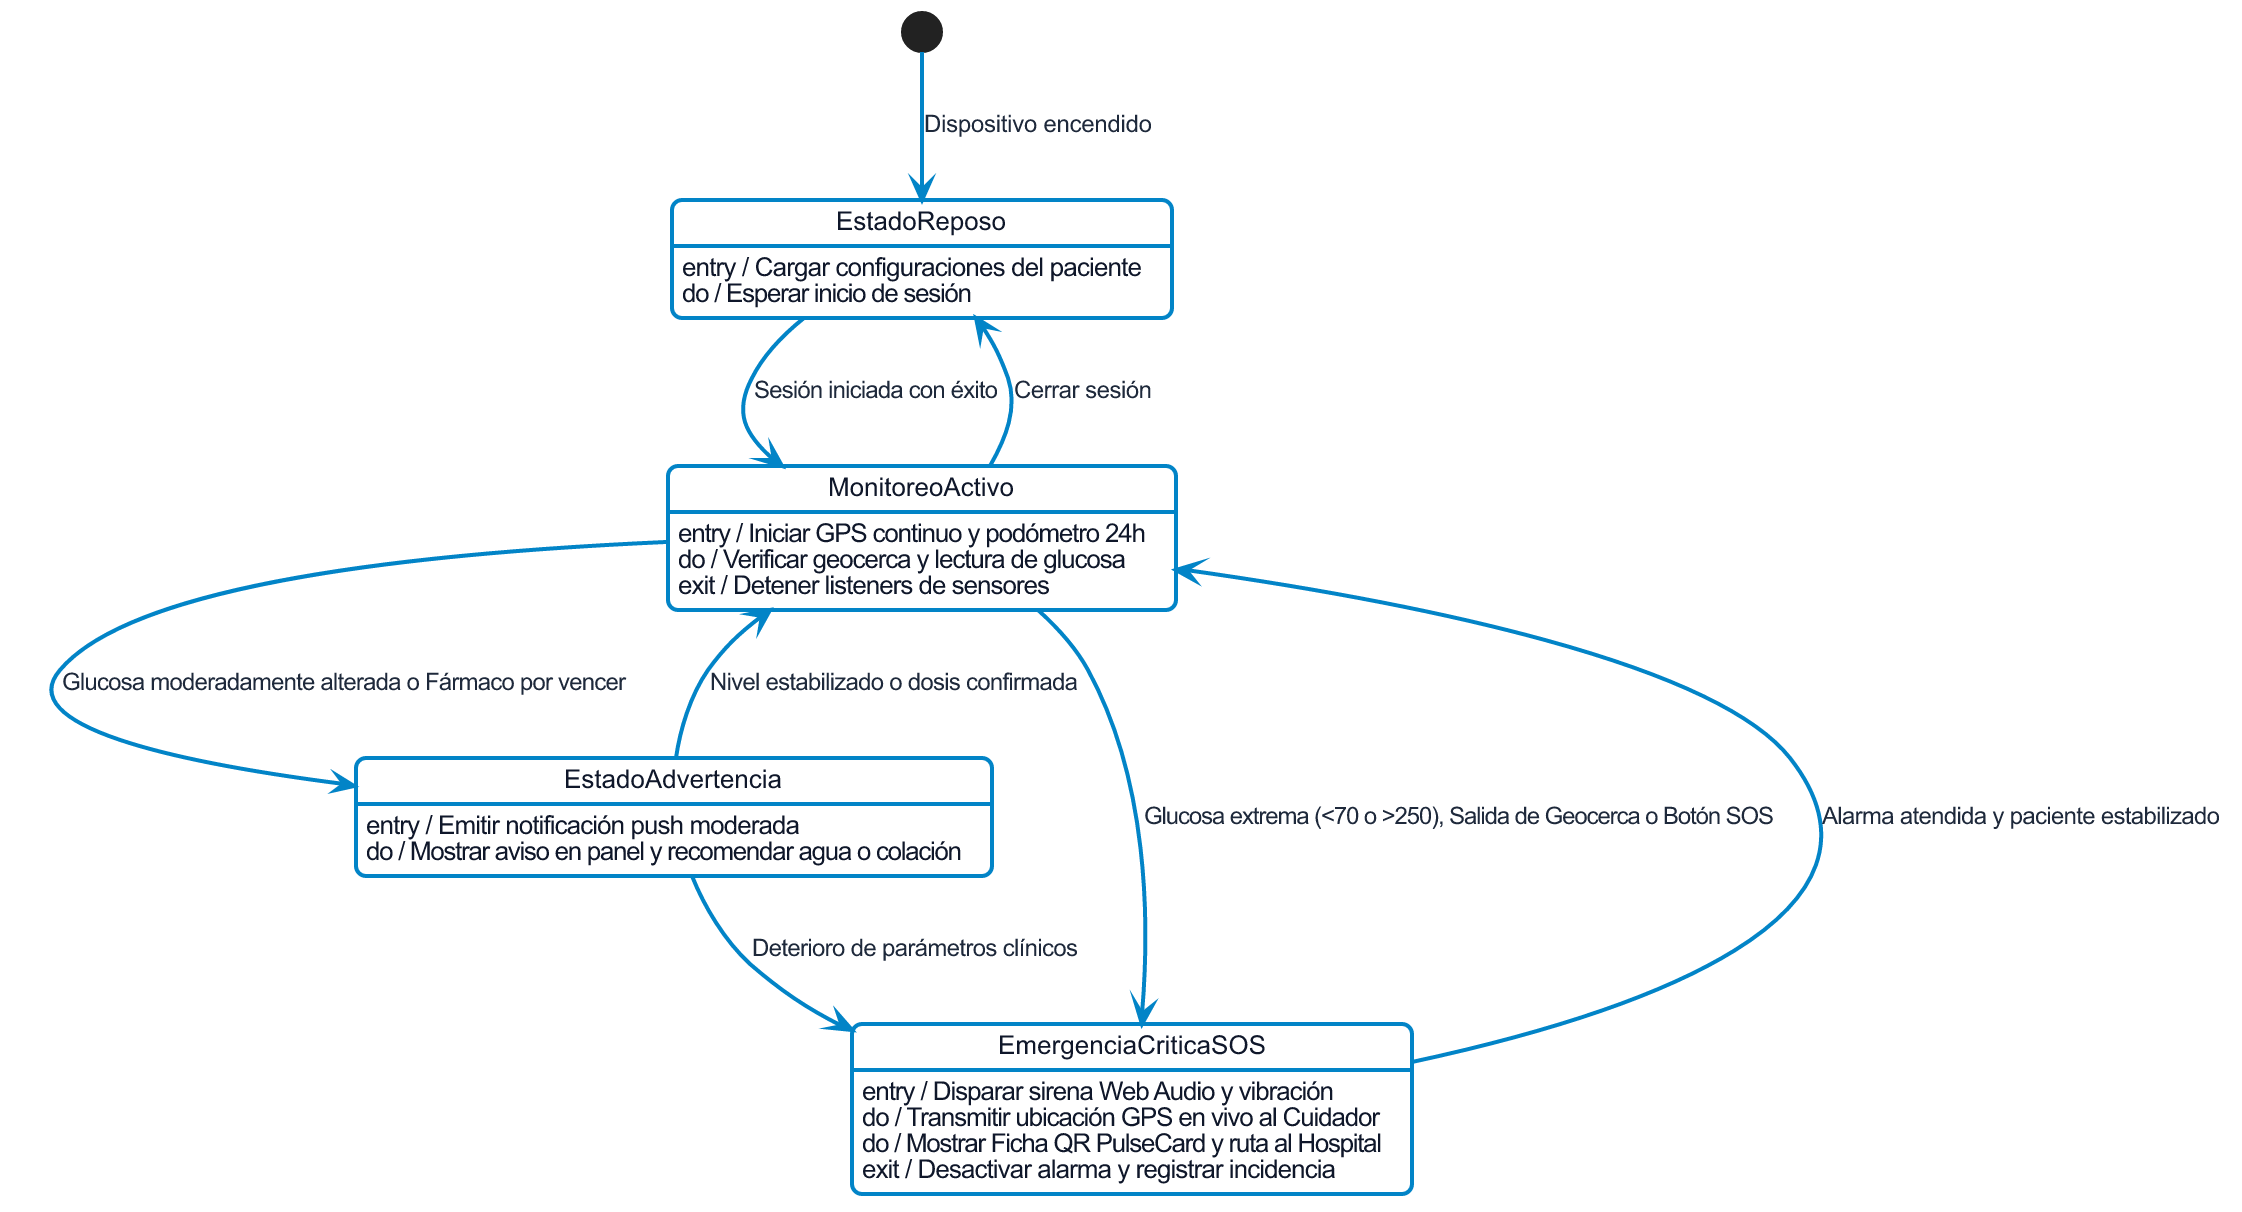 Dispositivo encendido
EstadoReposo
entry / Cargar configuraciones del paciente
do / Esperar inicio de sesión
Sesión iniciada con éxito
Cerrar sesión
MonitoreoActivo
entry / Iniciar GPS continuo y podómetro 24h
do / Verificar geocerca y lectura de glucosa
exit / Detener listeners de sensores
Glucosa moderadamente alterada o Fármaco por vencer
Nivel estabilizado o dosis confirmada
EstadoAdvertencia
entry / Emitir notificación push moderada
do / Mostrar aviso en panel y recomendar agua o colación
Glucosa extrema (<70 o >250), Salida de Geocerca o Botón SOS
Alarma atendida y paciente estabilizado
Deterioro de parámetros clínicos
EmergenciaCriticaSOS
entry / Disparar sirena Web Audio y vibración
do / Transmitir ubicación GPS en vivo al Cuidador
do / Mostrar Ficha QR PulseCard y ruta al Hospital
exit / Desactivar alarma y registrar incidencia